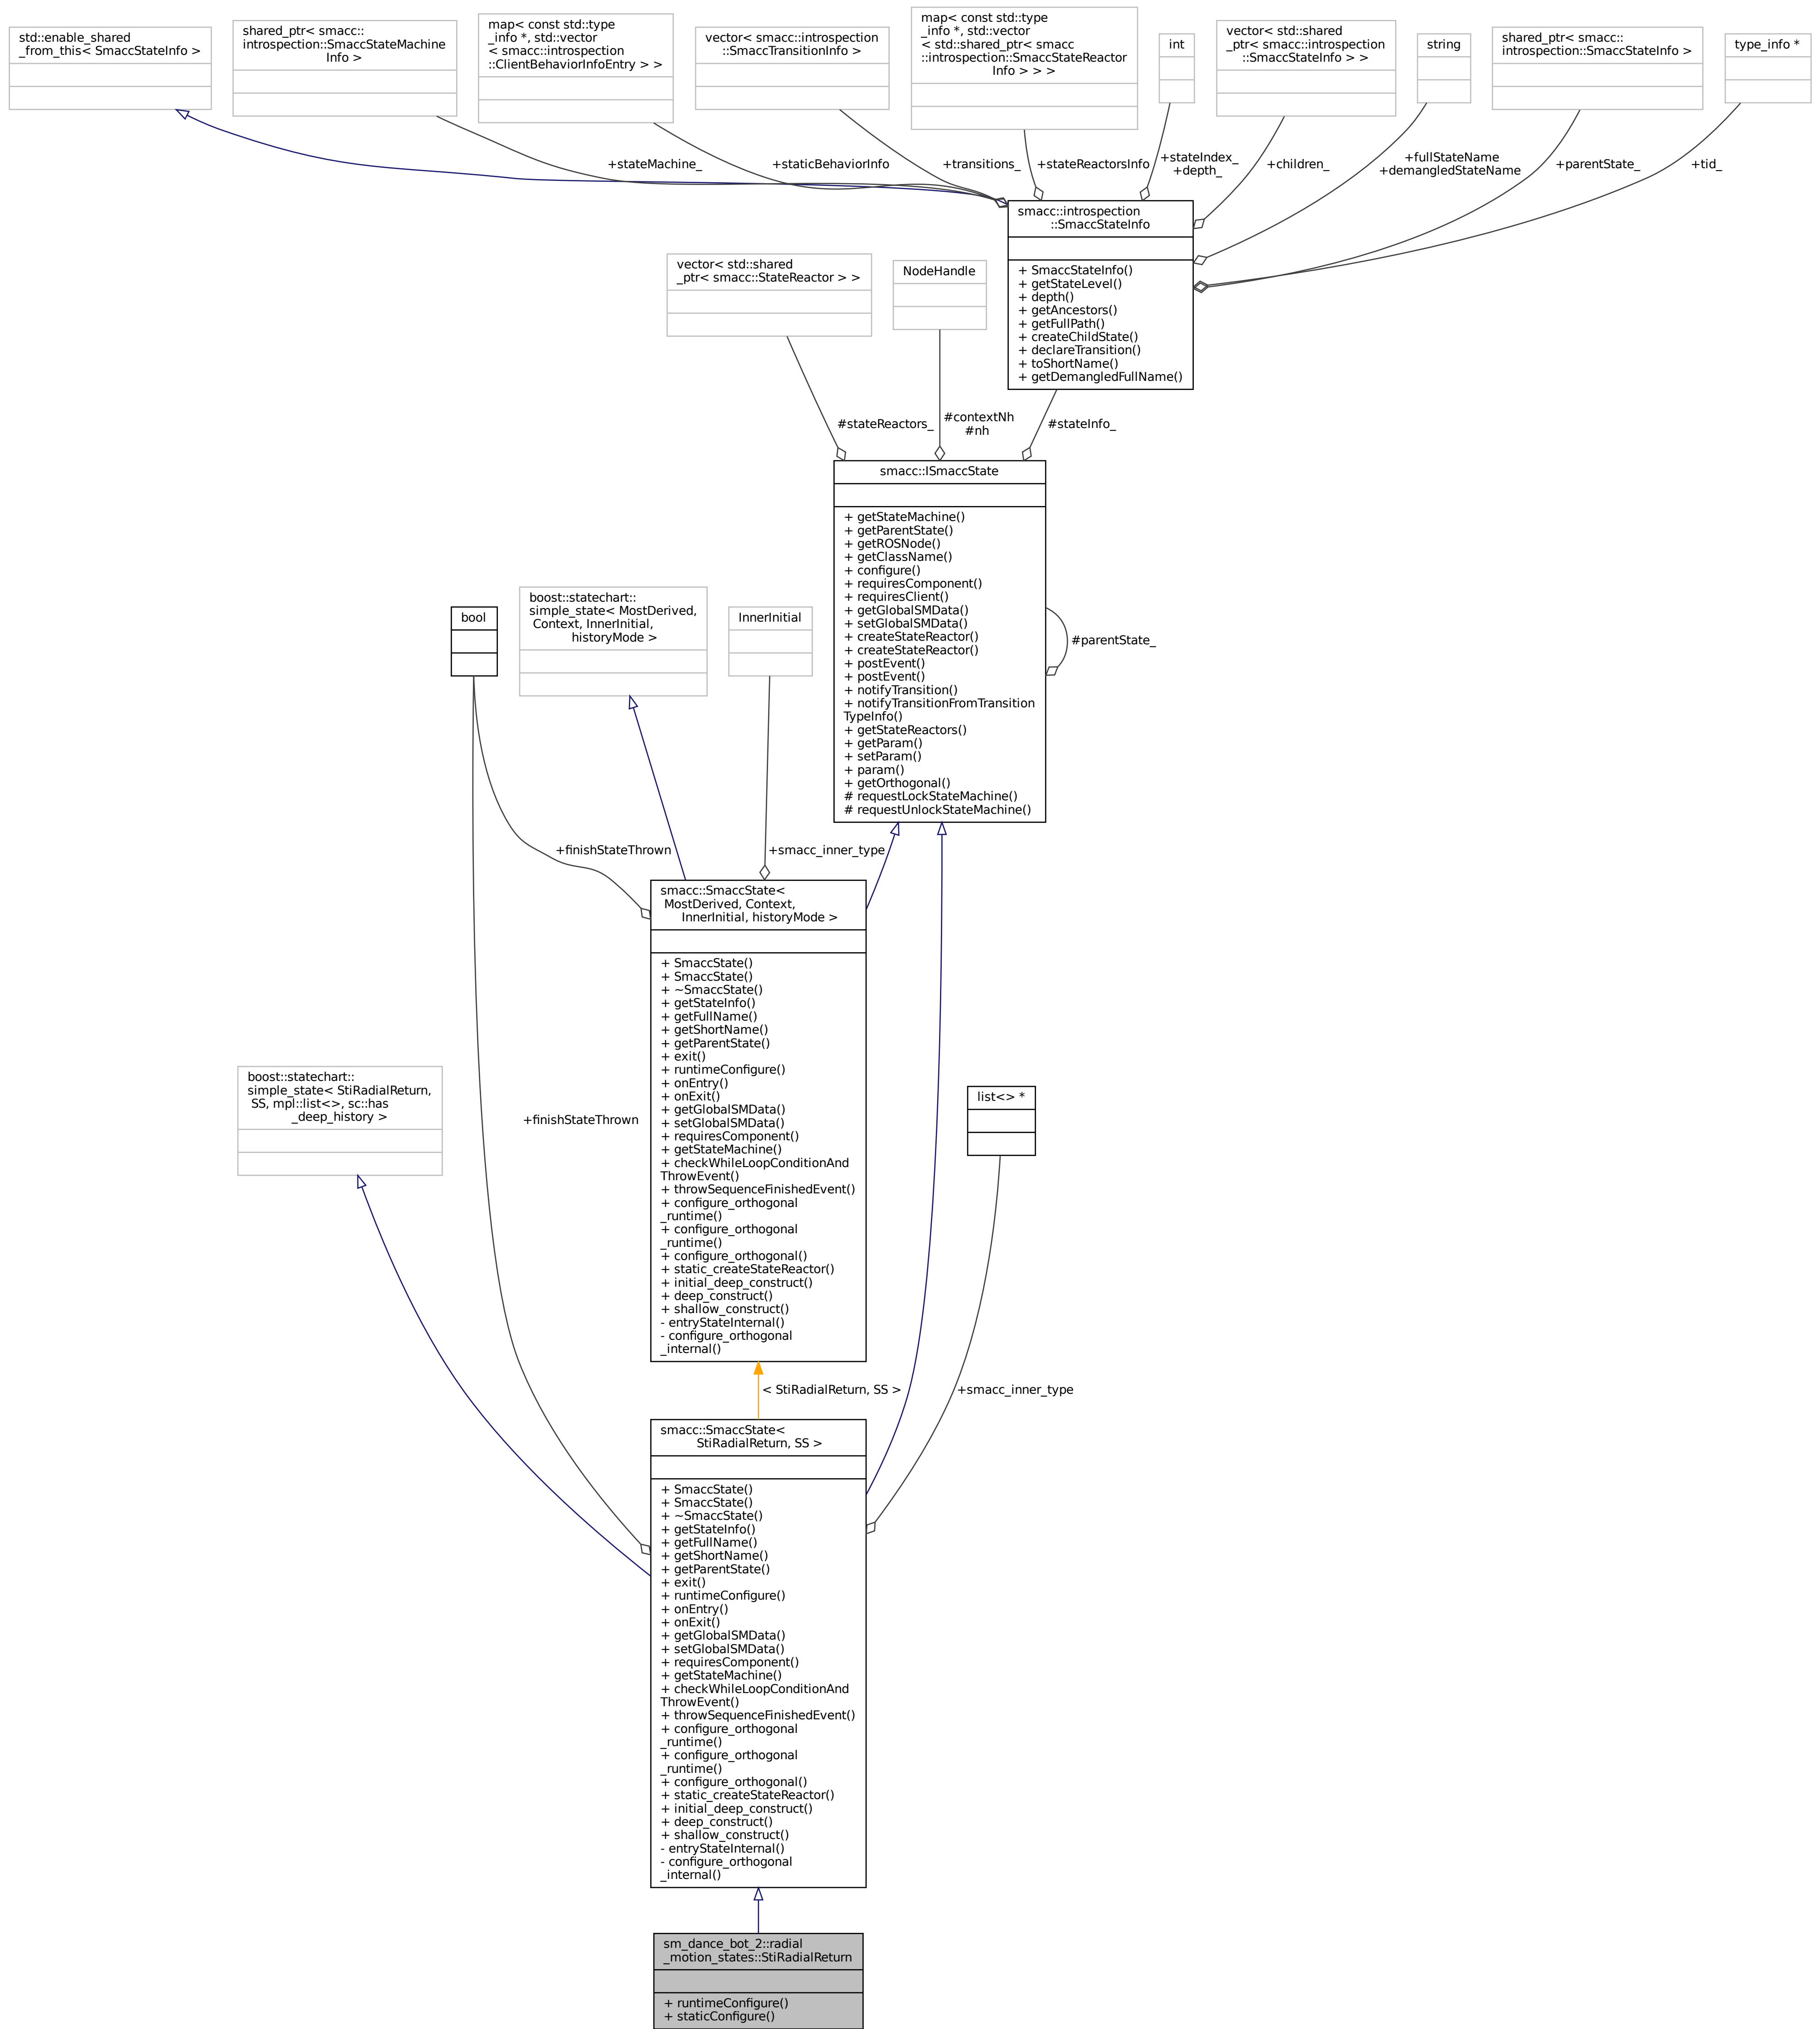 std::enable_shared
_from_this< SmaccStateInfo >
shared_ptr< smacc::
introspection::SmaccStateMachine
Info >
map< const std::type
_info *, std::vector
< smacc::introspection
::ClientBehaviorInfoEntry > >
vector< smacc::introspection
::SmaccTransitionInfo >
map< const std::type
_info *, std::vector
< std::shared_ptr< smacc
::introspection::SmaccStateReactor
Info > > >
int
vector< std::shared
_ptr< smacc::introspection
::SmaccStateInfo > >
string
shared_ptr< smacc::
introspection::SmaccStateInfo >
type_info *
+stateMachine_
+staticBehaviorInfo
+transitions_
+stateReactorsInfo
+stateIndex_
+depth_
+children_
+fullStateName
+demangledStateName
+parentState_
+tid_
smacc::introspection
::SmaccStateInfo
+ SmaccStateInfo()
+ getStateLevel()
+ depth()
+ getAncestors()
+ getFullPath()
+ createChildState()
+ declareTransition()
+ toShortName()
+ getDemangledFullName()
vector< std::shared
_ptr< smacc::StateReactor > >
NodeHandle
#stateReactors_
#contextNh
#nh
#stateInfo_
smacc::ISmaccState
+ getStateMachine()
+ getParentState()
+ getROSNode()
+ getClassName()
+ configure()
+ requiresComponent()
+ requiresClient()
+ getGlobalSMData()
+ setGlobalSMData()
+ createStateReactor()
+ createStateReactor()
+ postEvent()
+ postEvent()
+ notifyTransition()
+ notifyTransitionFromTransition
TypeInfo()
+ getStateReactors()
+ getParam()
+ setParam()
+ param()
+ getOrthogonal()
# requestLockStateMachine()
# requestUnlockStateMachine()
#parentState_
bool
boost::statechart::
simple_state< MostDerived,
Context, InnerInitial,
historyMode >
InnerInitial
+finishStateThrown
+smacc_inner_type
smacc::SmaccState<
MostDerived, Context,
InnerInitial, historyMode >
+ SmaccState()
+ SmaccState()
+ ~SmaccState()
+ getStateInfo()
+ getFullName()
+ getShortName()
+ getParentState()
+ exit()
+ runtimeConfigure()
+ onEntry()
+ onExit()
+ getGlobalSMData()
+ setGlobalSMData()
+ requiresComponent()
+ getStateMachine()
+ checkWhileLoopConditionAnd
ThrowEvent()
+ throwSequenceFinishedEvent()
+ configure_orthogonal
_runtime()
+ configure_orthogonal
_runtime()
+ configure_orthogonal()
+ static_createStateReactor()
+ initial_deep_construct()
+ deep_construct()
+ shallow_construct()
- entryStateInternal()
- configure_orthogonal
_internal()
boost::statechart::
simple_state< StiRadialReturn,
SS, mpl::list<>, sc::has
_deep_history >
+finishStateThrown
list<> *
< StiRadialReturn, SS >
+smacc_inner_type
smacc::SmaccState<
StiRadialReturn, SS >
+ SmaccState()
+ SmaccState()
+ ~SmaccState()
+ getStateInfo()
+ getFullName()
+ getShortName()
+ getParentState()
+ exit()
+ runtimeConfigure()
+ onEntry()
+ onExit()
+ getGlobalSMData()
+ setGlobalSMData()
+ requiresComponent()
+ getStateMachine()
+ checkWhileLoopConditionAnd
ThrowEvent()
+ throwSequenceFinishedEvent()
+ configure_orthogonal
_runtime()
+ configure_orthogonal
_runtime()
+ configure_orthogonal()
+ static_createStateReactor()
+ initial_deep_construct()
+ deep_construct()
+ shallow_construct()
- entryStateInternal()
- configure_orthogonal
_internal()
sm_dance_bot_2::radial
_motion_states::StiRadialReturn
+ runtimeConfigure()
+ staticConfigure()